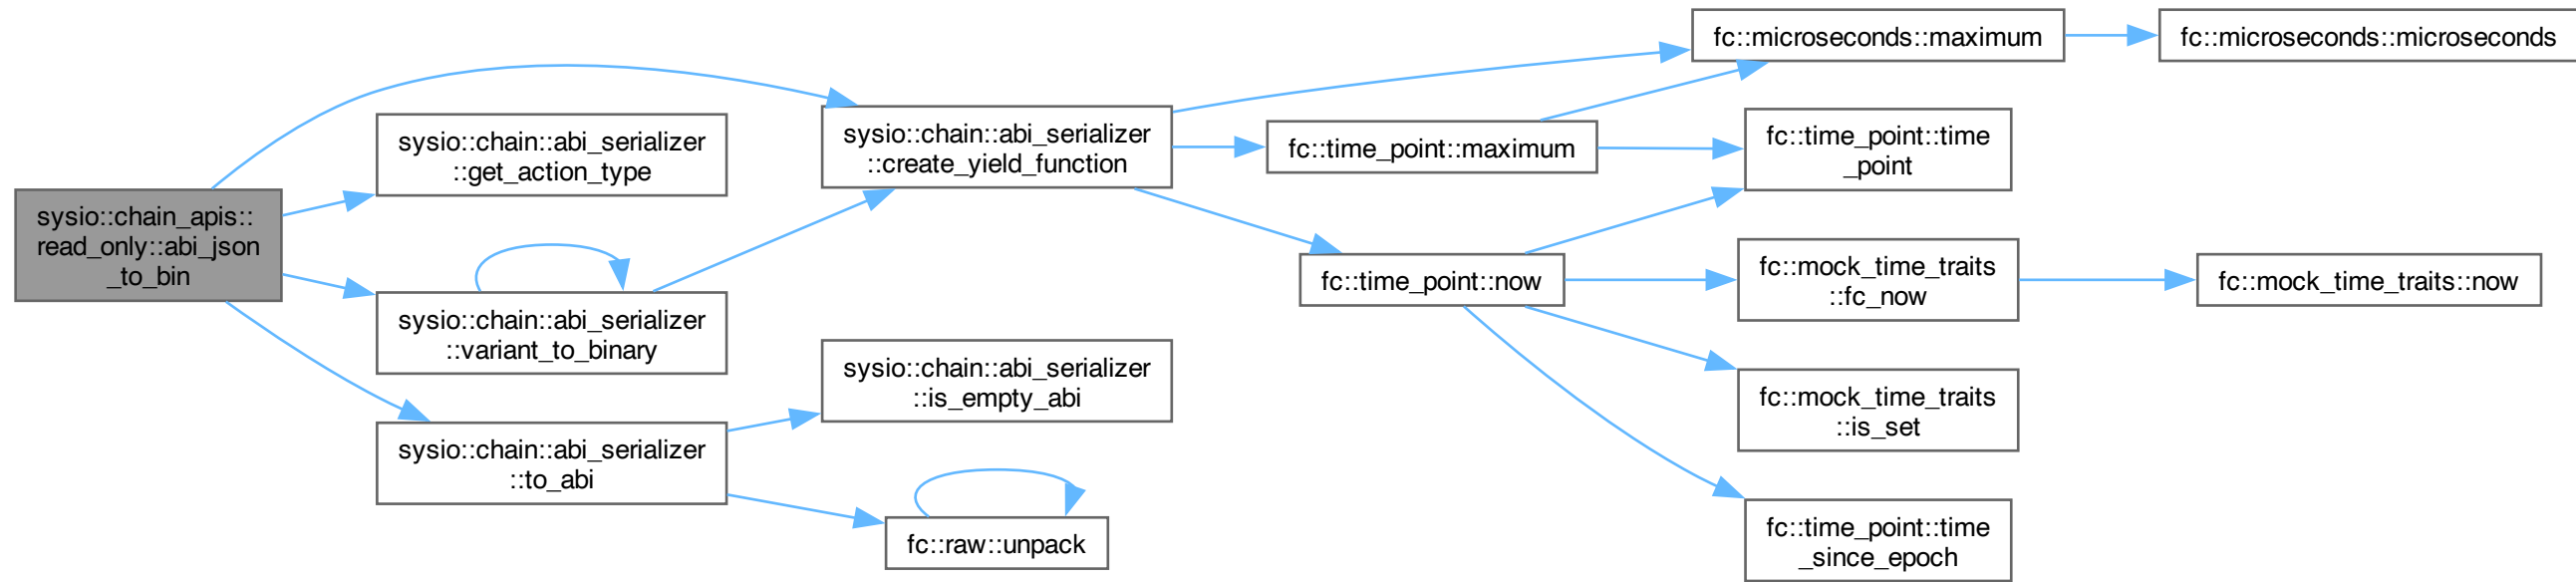 sysio::chain_apis::
read_only::abi_json
_to_bin
sysio::chain::abi_serializer
::get_action_type
sysio::chain::abi_serializer
::variant_to_binary
sysio::chain::abi_serializer
::to_abi
sysio::chain::abi_serializer
::create_yield_function
sysio::chain::abi_serializer
::is_empty_abi
fc::raw::unpack
fc::time_point::maximum
fc::time_point::now
fc::microseconds::maximum
fc::time_point::time
_point
fc::mock_time_traits
::fc_now
fc::mock_time_traits
::is_set
fc::time_point::time
_since_epoch
fc::microseconds::microseconds
fc::mock_time_traits::now